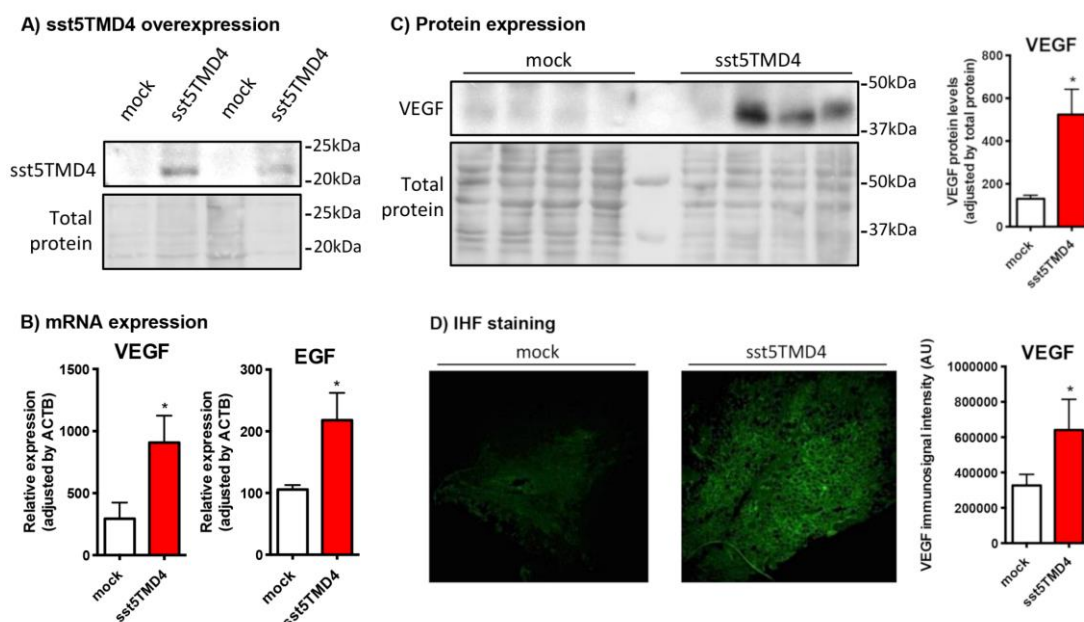 A) sst5TMD4 overexpression
mock
sst5TMD4
mock
sst5TMD4
sst5TMD4
-25kDa
-20kDa
Total
protein
-25kDa
-20kDa
B) mRNA expression
VEGF
Relative expression
(adjusted by ACTB)
1500
1000
500
0
*
mock
sst5TMD4
EGF
Relative expression
(adjusted by ACTB)
300
200
100
0
*
mock
sst5TMD4
C) Protein expression
mock
sst5TMD4
VEGF
-50kDa
-37kDa
Total
protein
-50kDa
-37kDa
VEGF
VEGF protein levels
(adjusted by total protein)
800
600
400
200
0
*
mock
sst5TMD4
D) IHF staining
mock
sst5TMD4
VEGF
VEGF immunosignal intensity (AU)
1000000
800000
600000
400000
200000
0
*
mock
sst5TMD4